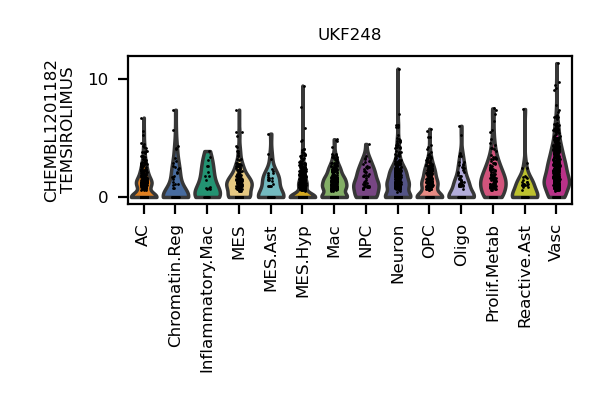 UKF248
CHEMBL1201182
TEMSIROLIMUS
10
0
AC
Chromatin.Reg
Inflammatory.Mac
MES
MES.Ast
MES.Hyp
Mac
NPC
Neuron
OPC
Oligo
Prolif.Metab
Reactive.Ast
Vasc